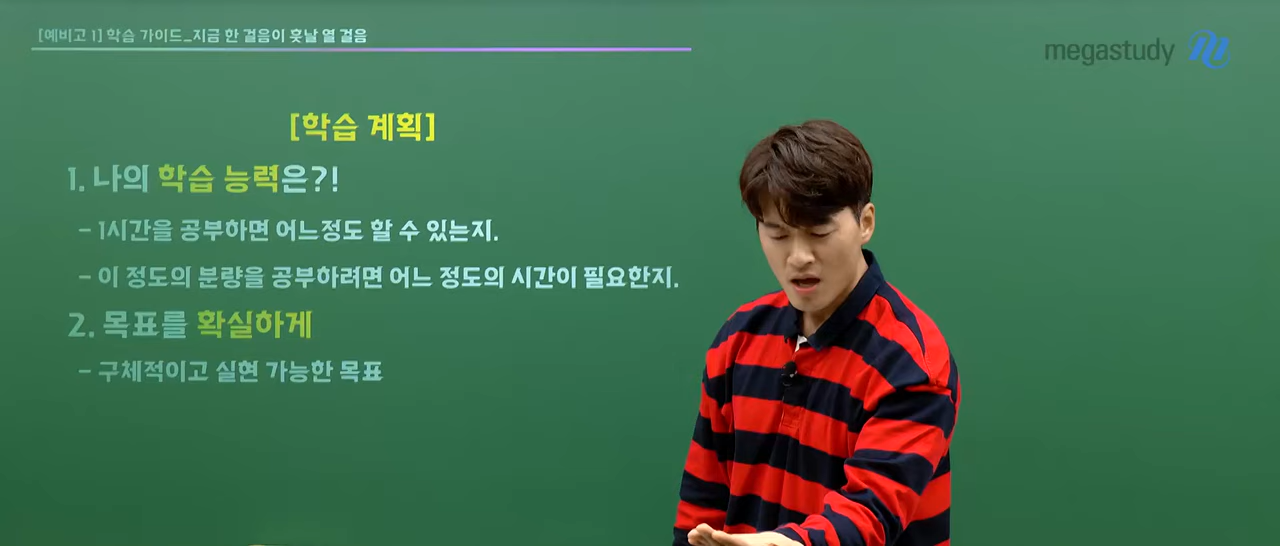 [예비고 1] 학습 가이드_지금 한 걸음이 훗날 열 걸음
megastudy
[학습 계획]
1. 나의 학습 능력은?!
- 1시간을 공부하면 어느정도 할 수 있는지.
- 이 정도의 분량을 공부하려면 어느 정도의 시간이 필요한지.
2. 목표를 확실하게
- 구체적이고 실현 가능한 목표